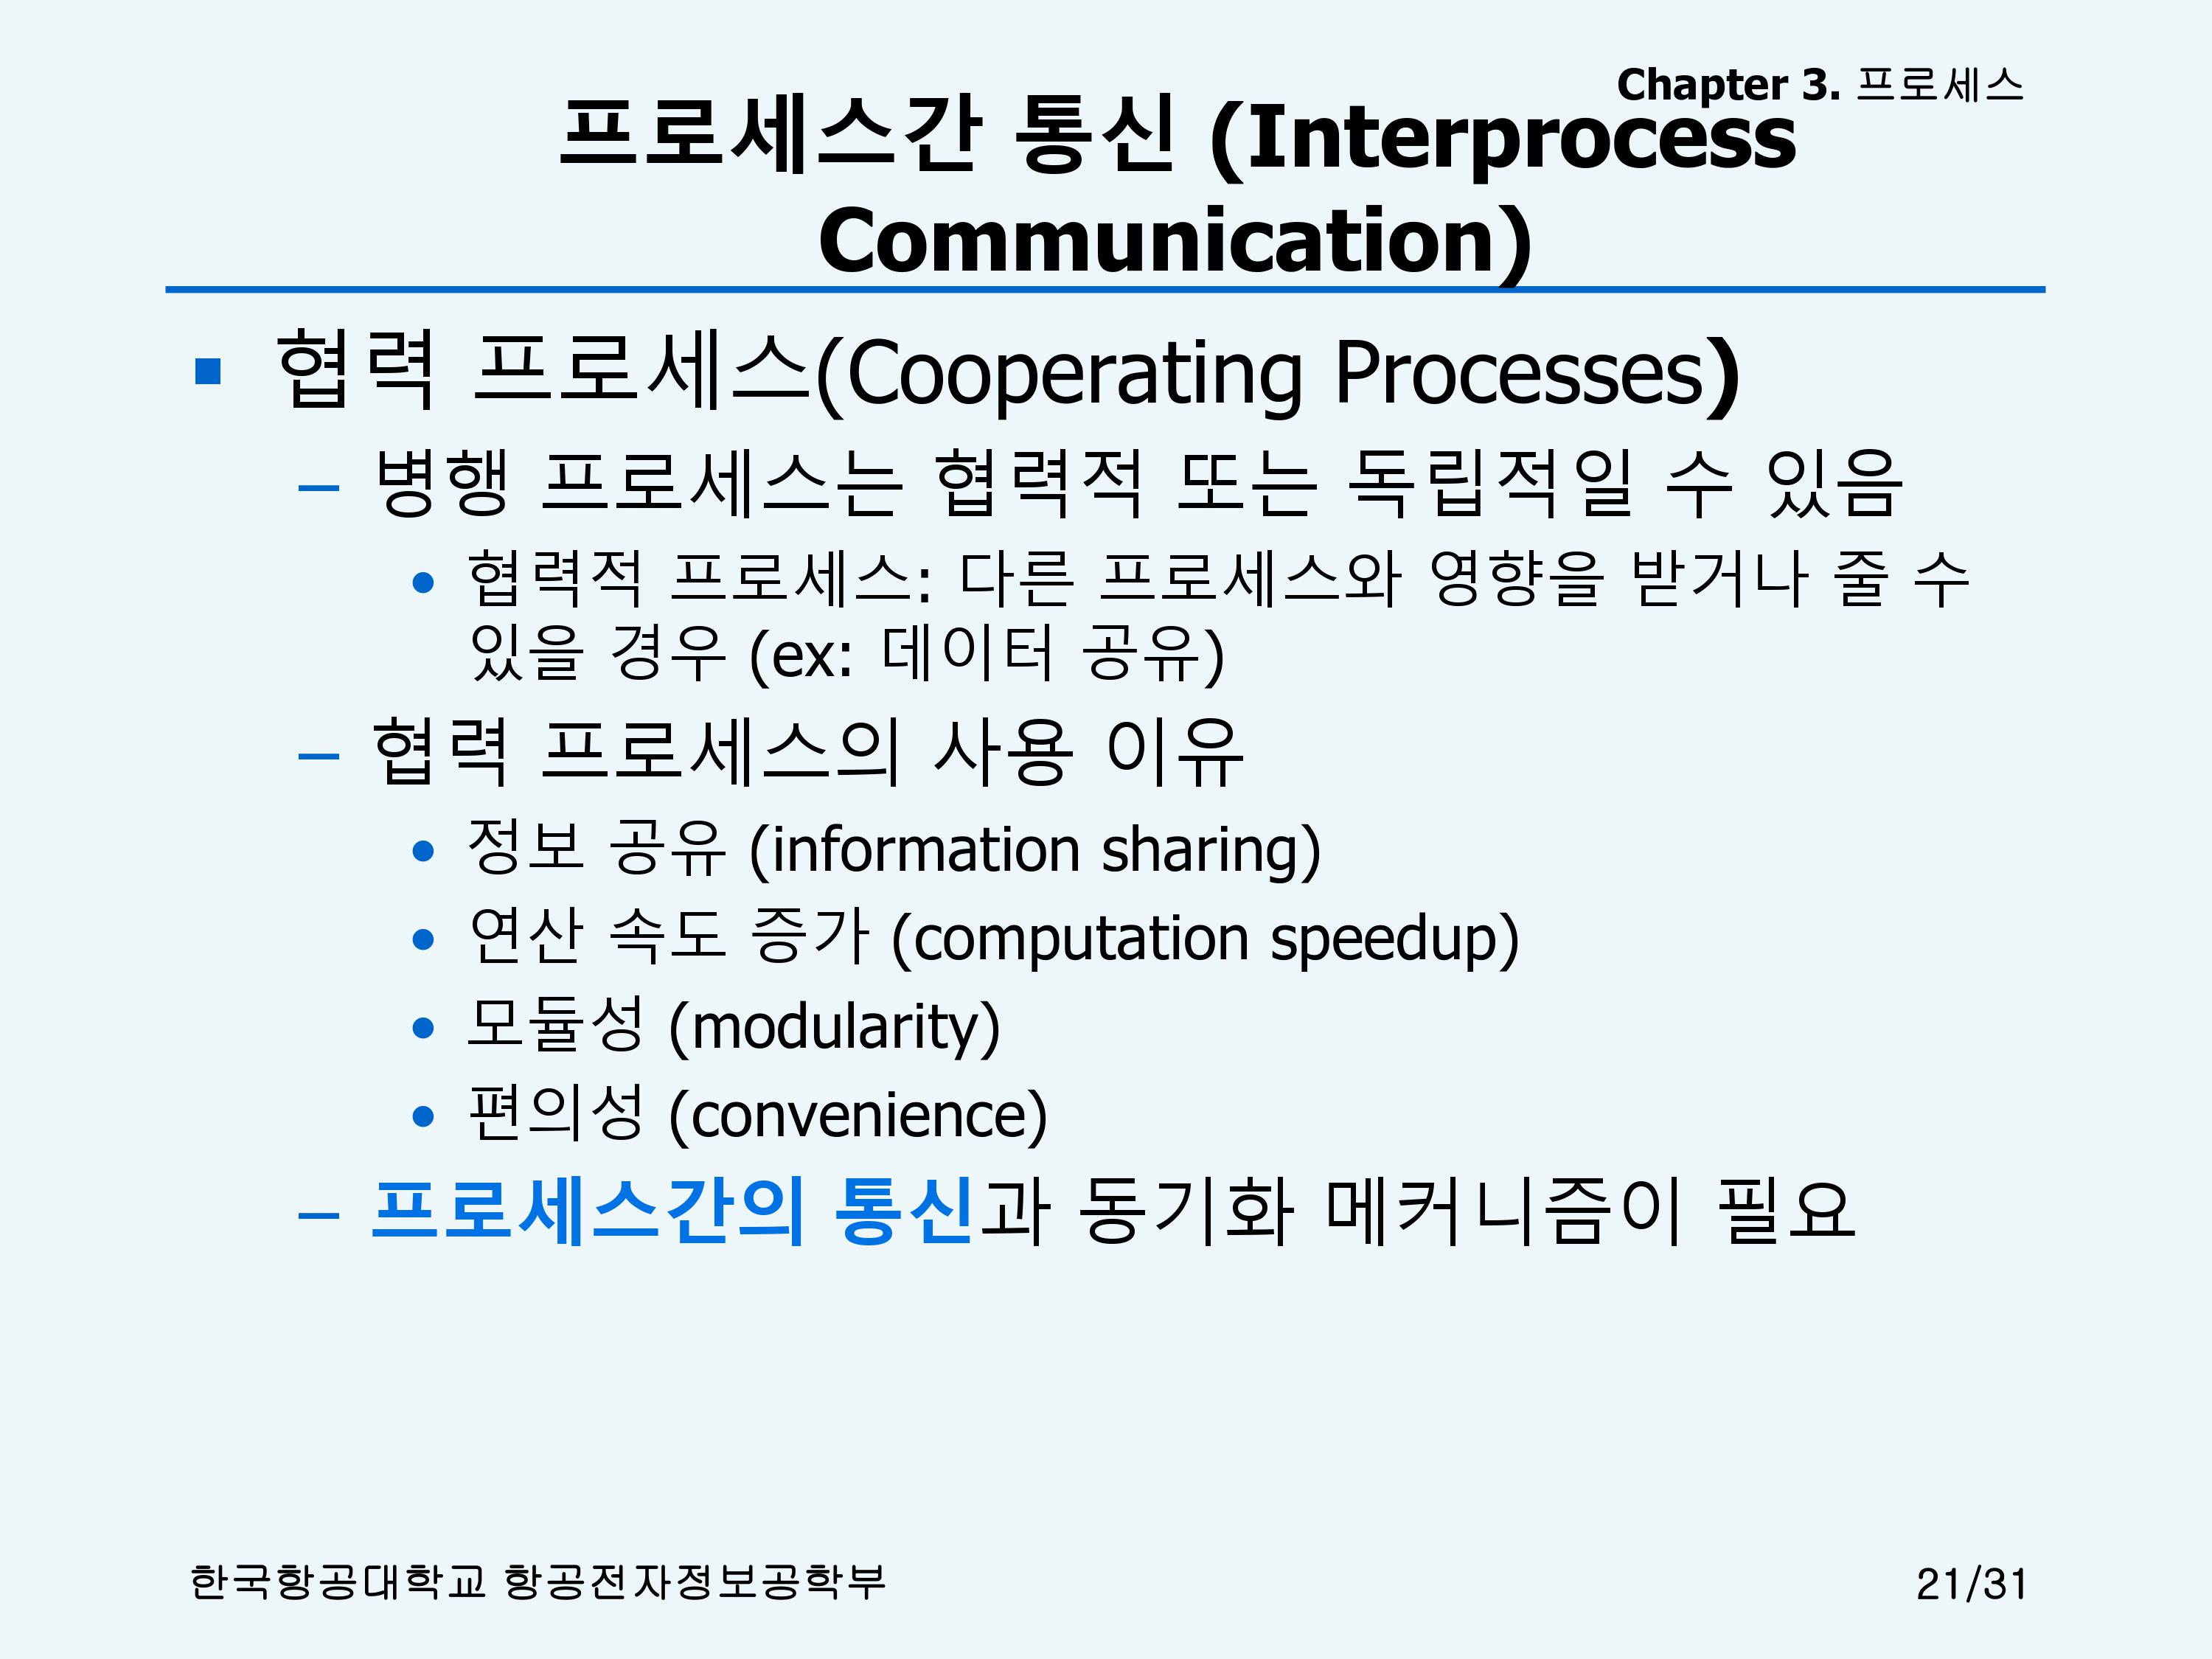 Chapter 3. 프로세스
프로세스간 통신 (Interprocess
Communication)
▪ 협력 프로세스(Cooperating Processes)
– 병행 프로세스는 협력적 또는 독립적일 수 있음
• 협력적 프로세스: 다른 프로세스와 영향을 받거나 줄 수
있을 경우 (ex: 데이터 공유)
– 협력 프로세스의 사용 이유
• 정보 공유 (information sharing)
• 연산 속도 증가 (computation speedup)
• 모듈성 (modularity)
• 편의성 (convenience)
– 프로세스간의 통신과 동기화 메커니즘이 필요
한국항공대학교 항공전자정보공학부
21/31